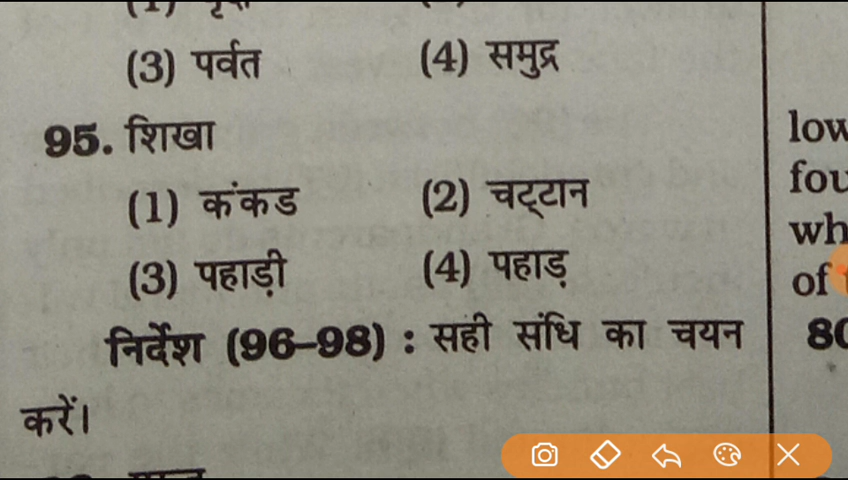 (3) पर्वत (4) समुद्र
95. शिखा
(1) कंकड (2) चट्टान
(3) पहाड़ी (4) पहाड़
निर्देश (96–98) : सही संधि का चयन
करें।
low
fou
wh
of
80